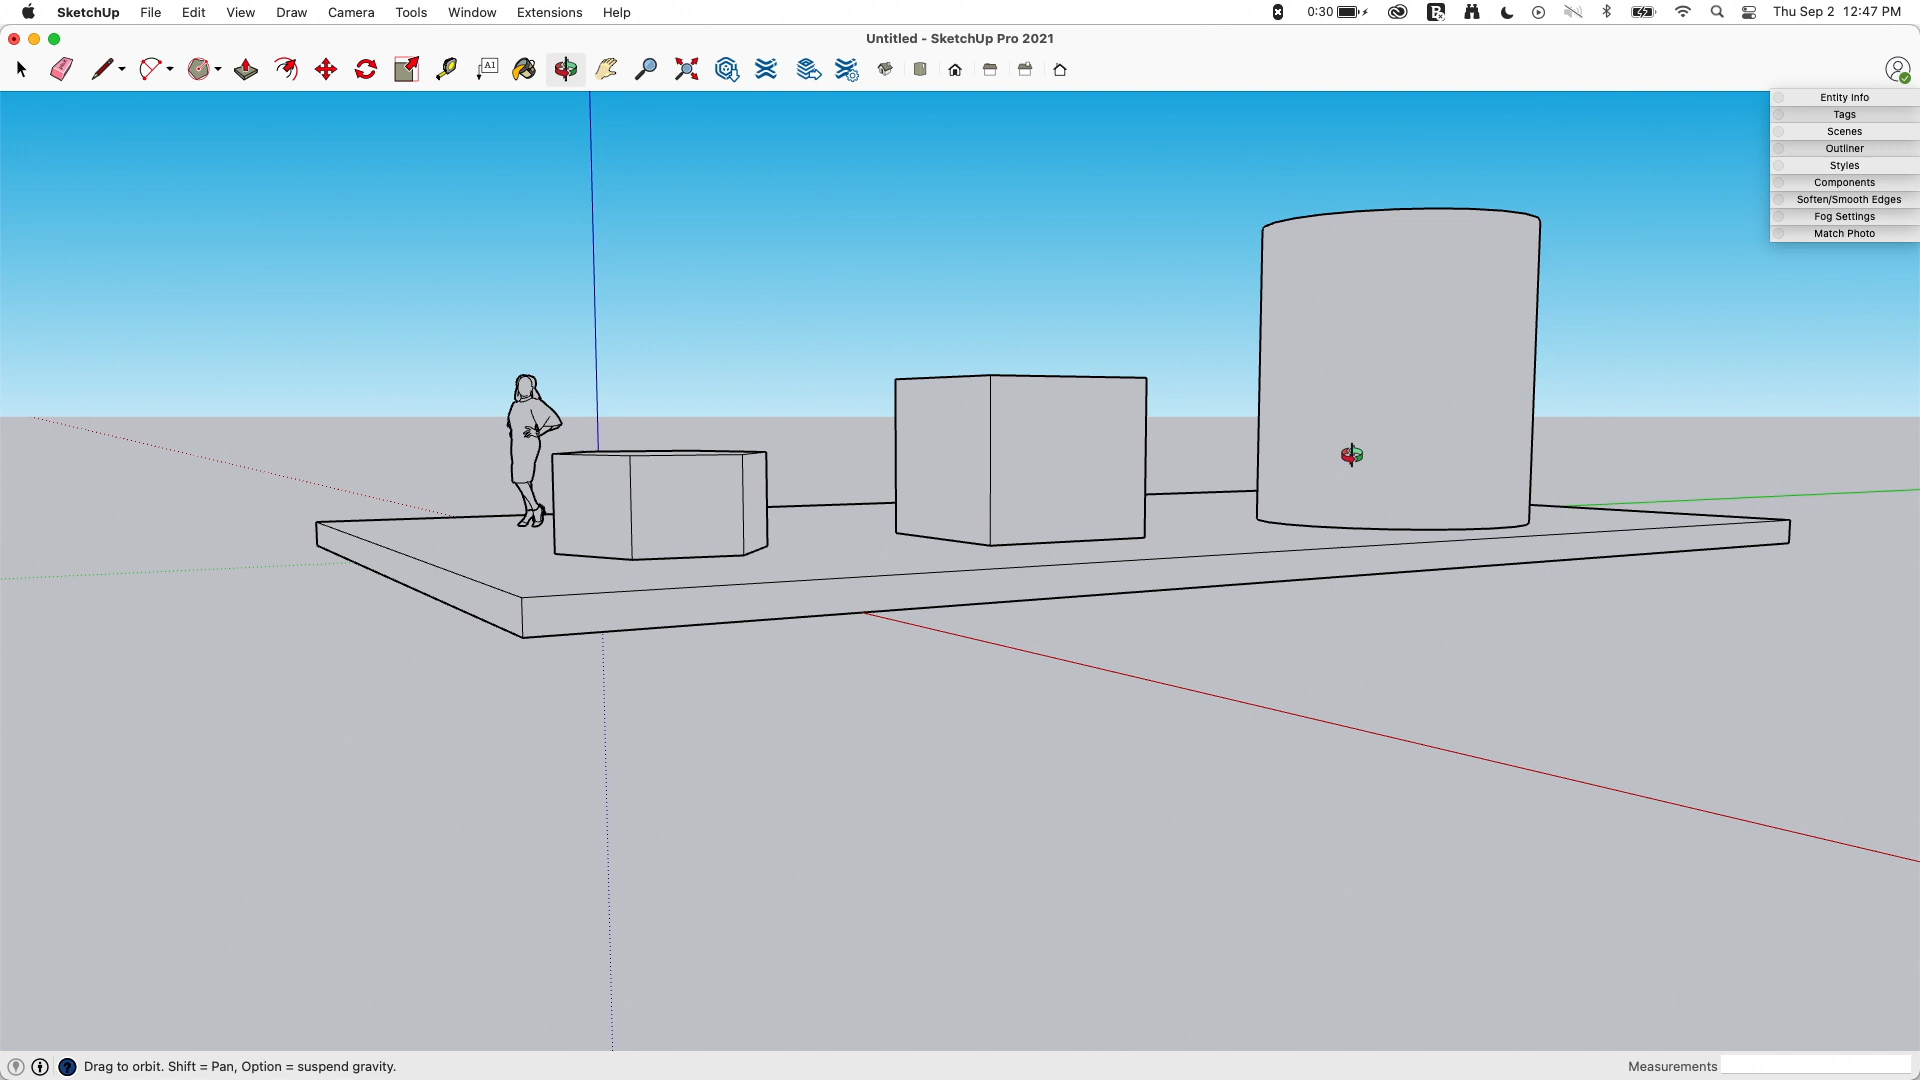 SketchUp File Edit View Draw Camera Tools Window Extensions Help 0:30 Thu Sep 2 12:47 PM
Untitled - SketchUp Pro 2021
A1
Entity Info
Tags
Scenes
Outliner
Styles
Components
Soften/Smooth Edges
Fog Settings
Match Photo
Drag to orbit. Shift = Pan, Option = suspend gravity. Measurements